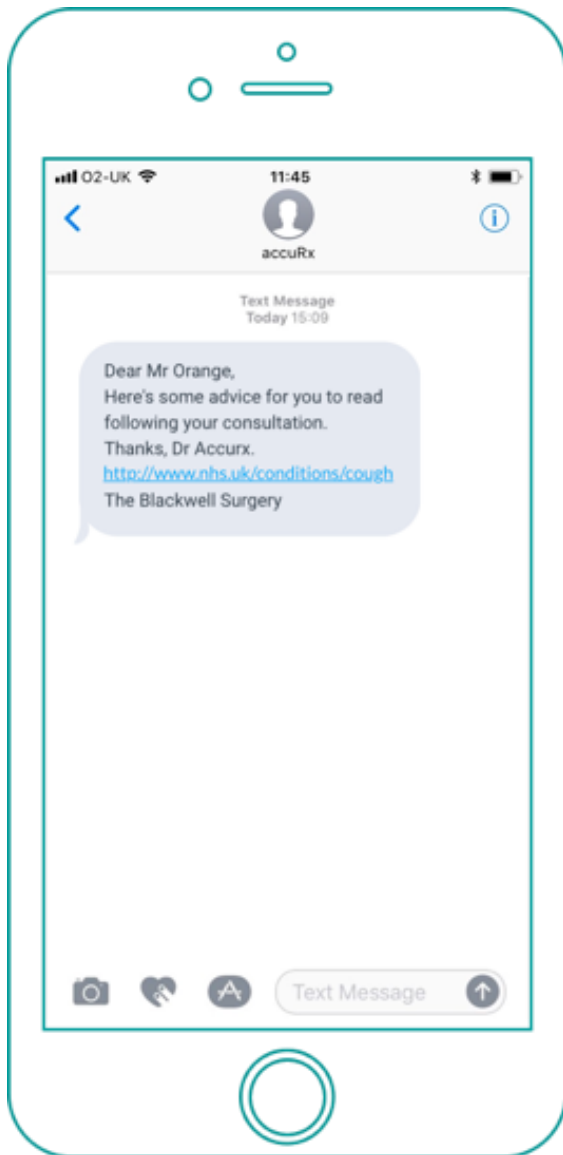 O2-UK
11:45
accuRx
Text Message
Today 15:09
Dear Mr Orange,
Here's some advice for you to read
following your consultation.
Thanks, Dr Accurx.
http://www.nhs.uk/conditions/cough
The Blackwell Surgery
Text Message